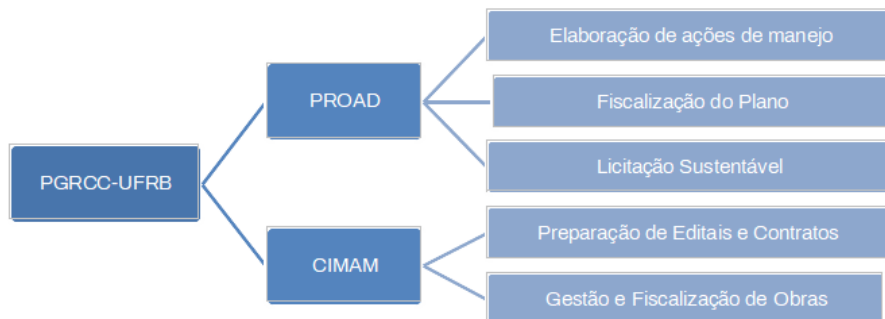 PGRCC-UFRB
PROAD
Elaboração de ações de manejo
Fiscalização do Plano
Licitação Sustentável
CIMAM
Preparação de Editais e Contratos
Gestão e Fiscalização de Obras